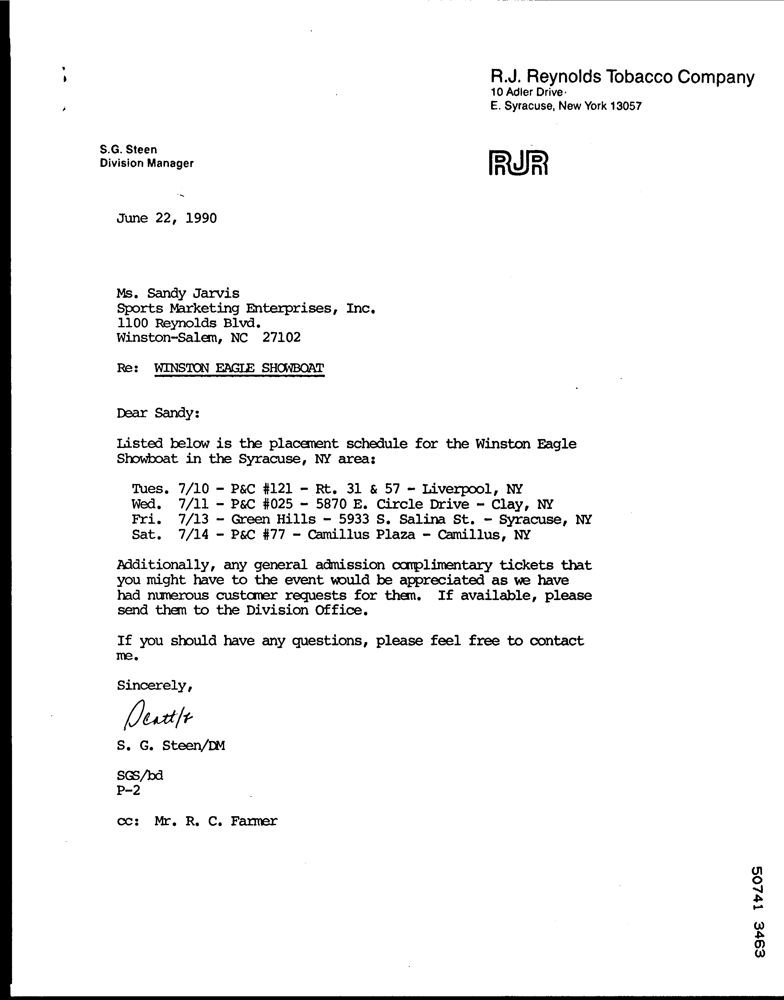 R.J. Reynolds Tobacco Company
10 Adler Drive
E. Syracuse, New York 13057
S.G. Steen
Division Manager
RJR
June 22, 1990
Ms. Sandy Jarvis
Sports Marketing Enterprises, Inc.
1100 Reynolds Blvd.
Winston-Salem, NC 27102
Re: WINSTON EAGLE SHOWBOAT
Dear Sandy:
Listed below is the placement schedule for the Winston Eagle
Showboat in the Syracuse, NY area:
Tues. 7/10 - P&C #121 - Rt. 31 & 57 - Liverpool, NY
Wed. 7/11 - P&C #025 - 5870 E. Circle Drive - Clay, NY
Fri. 7/13 - Green Hills - 5933 S. Salina St. - Syracuse, NY
Sat. 7/14 - P&C #77 - Camillus Plaza - Camillus, NY
Additionally, any general admission complimentary tickets that
you might have to the event would be appreciated as we have
had numerous customer requests for them. If available, please
send them to the Division Office.
If you should have any questions, please feel free to contact
me.
Sincerely,
S. G. Steen/DM
SGS/bd
P-2
cc: Mr. R. C. Farmer
50741 3463